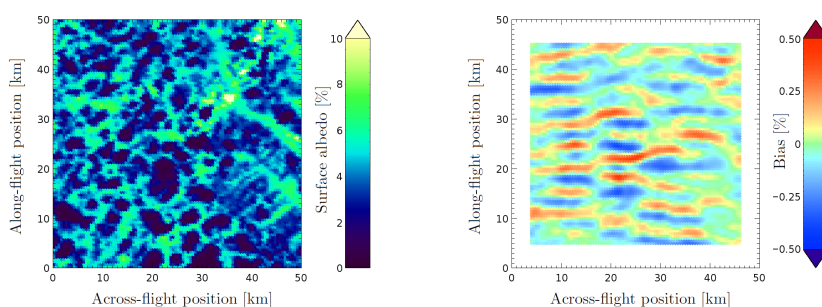 50
40
30
20
10
0
0 10 20 30 40 50
Along-flight position [km]
Across-flight position [km]
10
8
6
4
2
0
Surface albedo [%]
50
40
30
20
10
0
0 10 20 30 40 50
Along-flight position [km]
Across-flight position [km]
0.50
0.25
0
−0.25
−0.50
Bias [%]